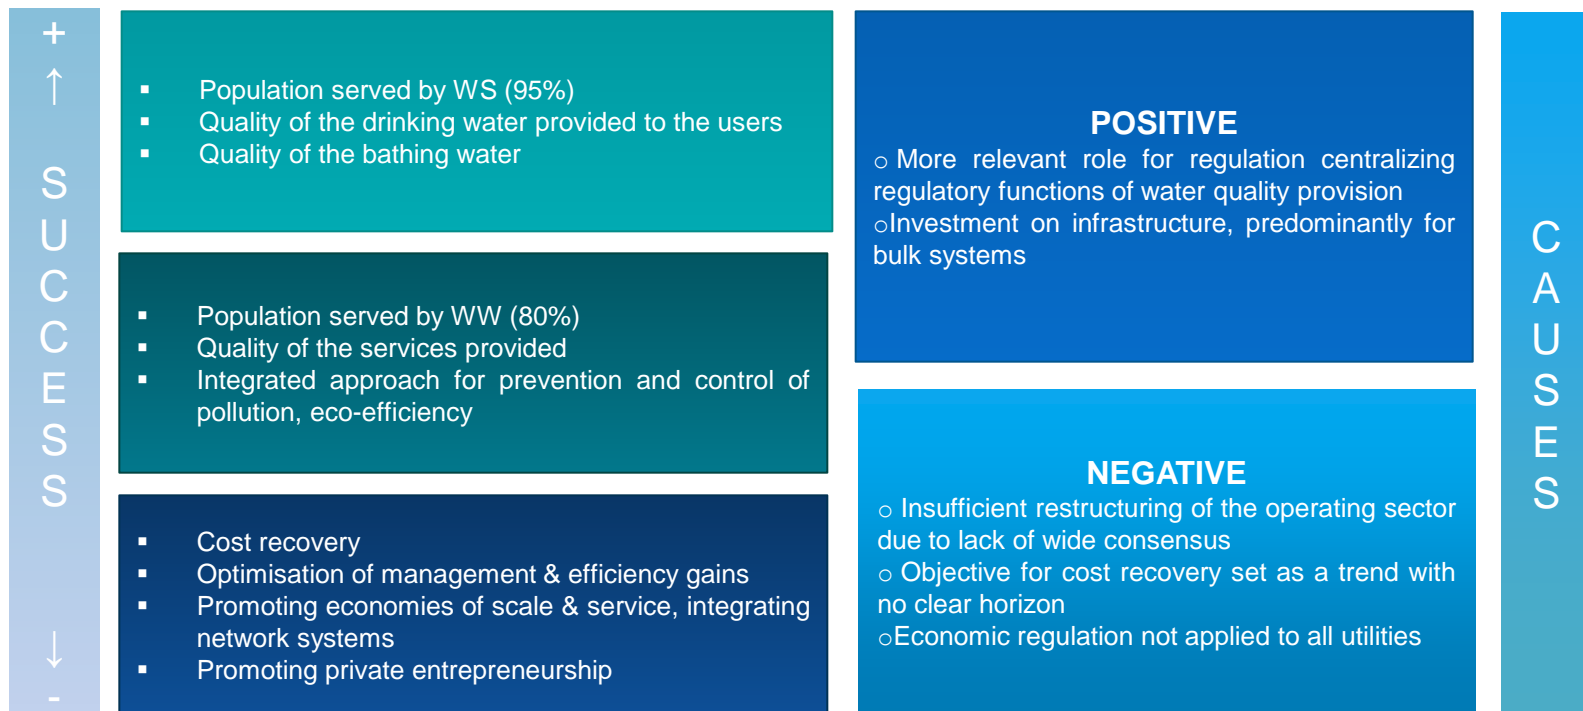 +
↑
S
U
C
C
E
S
S
↓
-
▪ Population served by WS (95%)
▪ Quality of the drinking water provided to the users
▪ Quality of the bathing water
▪ Population served by WW (80%)
▪ Quality of the services provided
▪ Integrated approach for prevention and control of
pollution, eco-efficiency
▪ Cost recovery
▪ Optimisation of management & efficiency gains
▪ Promoting economies of scale & service, integrating
network systems
▪ Promoting private entrepreneurship
POSITIVE
o More relevant role for regulation centralizing
regulatory functions of water quality provision
oInvestment on infrastructure, predominantly for
bulk systems
NEGATIVE
o Insufficient restructuring of the operating sector
due to lack of wide consensus
o Objective for cost recovery set as a trend with
no clear horizon
oEconomic regulation not applied to all utilities
C
A
U
S
E
S